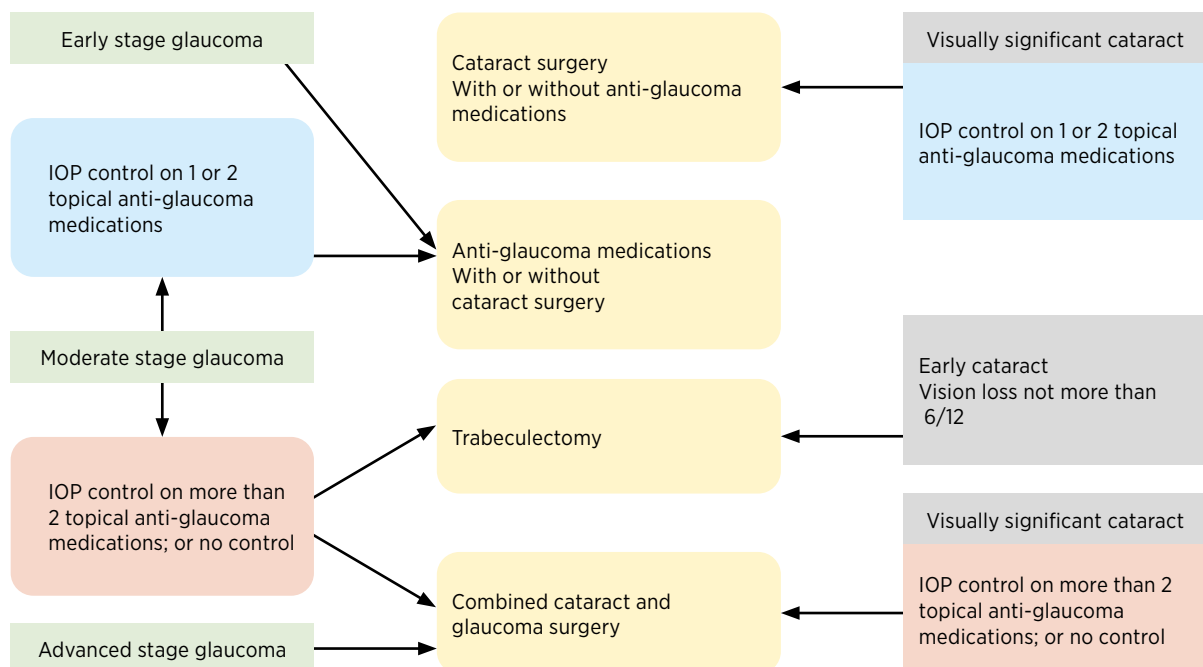 Early stage glaucoma
IOP control on 1 or 2
topical anti-glaucoma
medications
Moderate stage glaucoma
IOP control on more than
2 topical anti-glaucoma
medications; or no control
Advanced stage glaucoma
Cataract surgery
With or without anti-glaucoma
medications
Anti-glaucoma medications
With or without
cataract surgery
Trabeculectomy
Combined cataract and
glaucoma surgery
Visually significant cataract
IOP control on 1 or 2 topical
anti-glaucoma medications
Early cataract
Vision loss not more than
6/12
Visually significant cataract
IOP control on more than 2
topical anti-glaucoma
medications; or no control